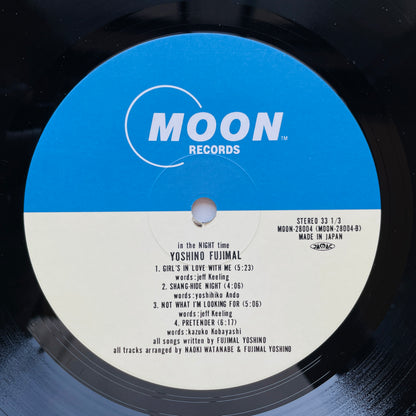 MOON™
RECORDS
STEREO 33 1/3
MOON-28004 (MOON-28004-B)
MADE IN JAPAN
in the NIGHT time
YOSHINO FUJIMAL
1. GIRL'S IN LOVE WITH ME (5:23)
words:jeff Keeling
2. SHANG-HIDE NIGHT (4:06)
words:yoshihiko Ando
3. NOT WHAT I'M LOOKING FOR (5:06)
words:jeff Keeling
4. PRETENDER (6:17)
words:kazuko Kobayashi
all songs written by FUJIMAL YOSHINO
all tracks arranged by NAOKI WATANABE & FUJIMAL YOSHINO